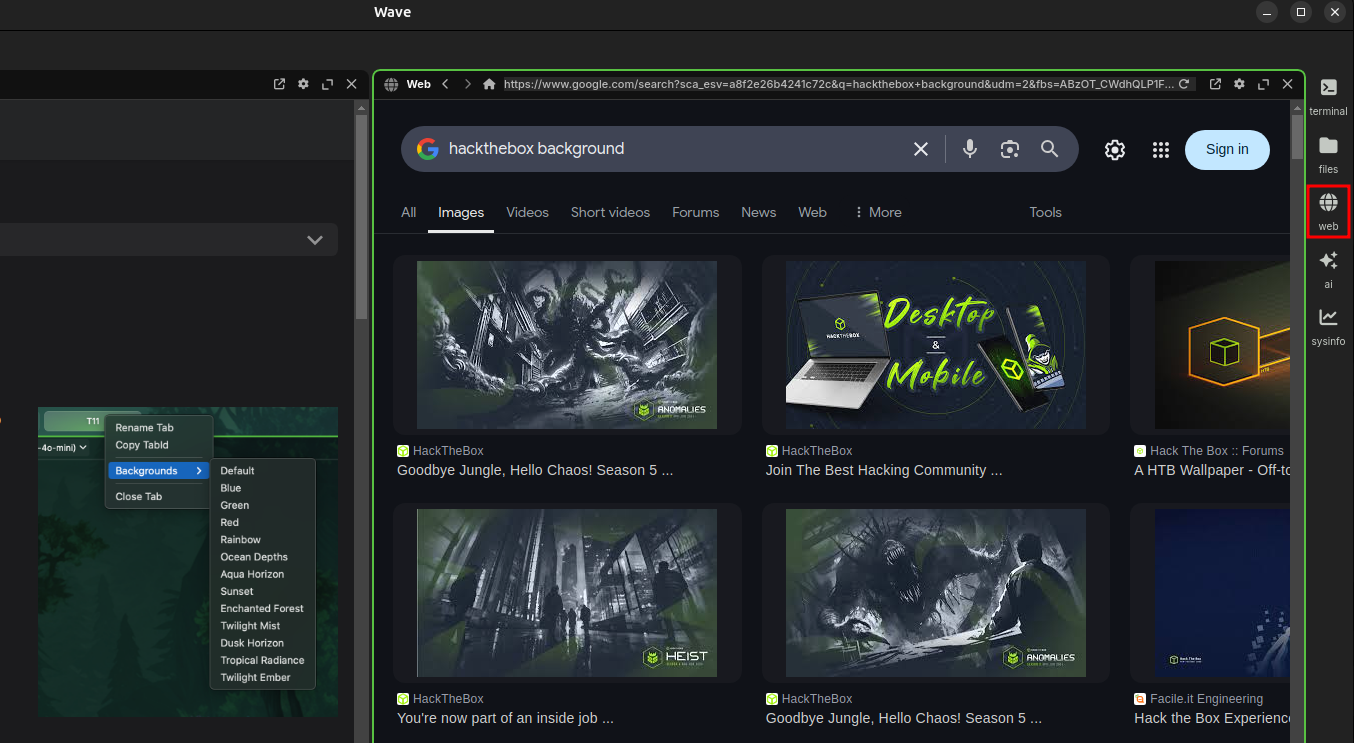 Wave
Web
https://www.google.com/search?sca_esv=a8f2e26b4241c72c&q=hackthebox+background&udm=2&fbs=ABzOT_CWdhQLP1F...
hackthebox background
Sign in
All
Images
Videos
Short videos
Forums
News
Web
More
Tools
terminal
files
web
ai
sysinfo
ANOMALIES
HACKTHEBOX
Desktop
&
Mobile
HackTheBox
Goodbye Jungle, Hello Chaos! Season 5 ...
HackTheBox
Join The Best Hacking Community ...
Hack The Box :: Forums
A HTB Wallpaper - Off-to
HEIST
ANOMALIES
Hack The Box
HackTheBox
You're now part of an inside job ...
HackTheBox
Goodbye Jungle, Hello Chaos! Season 5 ...
Facile.it Engineering
Hack the Box Experienc
T11
-4o-mini)
Rename Tab
Copy TabId
Backgrounds
Close Tab
Default
Blue
Green
Red
Rainbow
Ocean Depths
Aqua Horizon
Sunset
Enchanted Forest
Twilight Mist
Dusk Horizon
Tropical Radiance
Twilight Ember